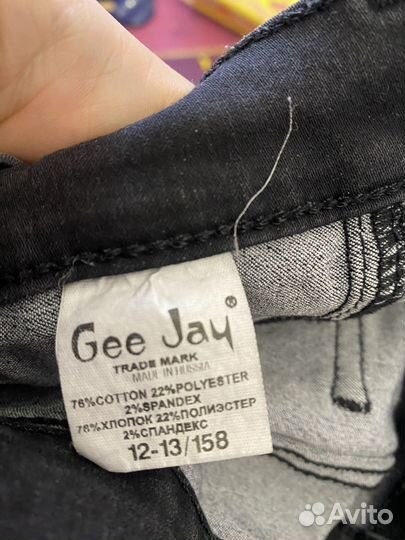 Gee Jay®
TRADE MARK
MADE IN RUSSIA
76%COTTON 22%POLYESTER
2%SPANDEX
76%ХЛОПОК 22%ПОЛИЭСТЕР
2%СПАНДЕКС
12-13/158
Avito